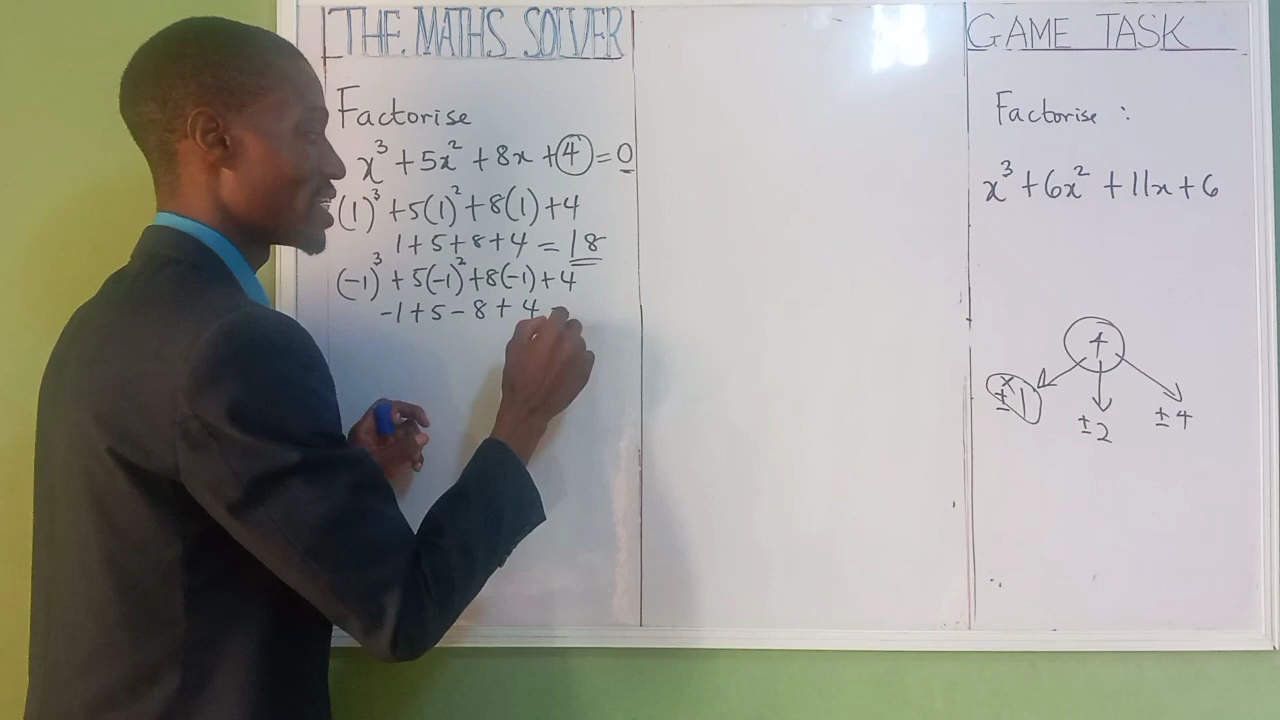 THE MATHS SOLVER
Factorise
x³ + 5x² + 8x + 4 = 0
(1)³ + 5(1)² + 8(1) + 4
1 + 5 + 8 + 4 = 18
(-1)³ + 5(-1)² + 8(-1) + 4
-1 + 5 - 8 + 4
GAME TASK
Factorise :
x³ + 6x² + 11x + 6
4
±1
±2
±4